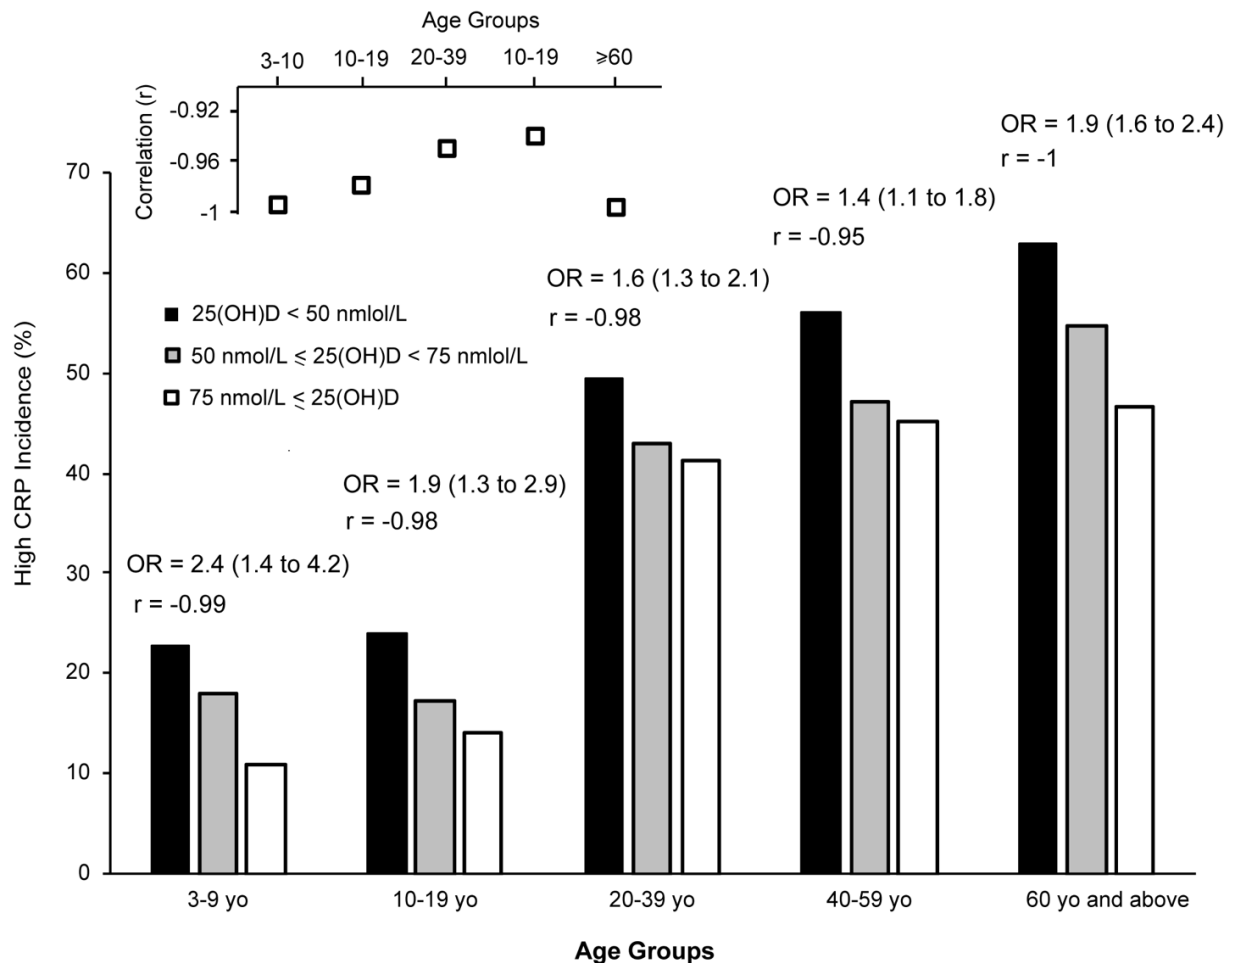 Age Groups
3-10 10-19 20-39 10-19 ⩾60
Correlation (r)
-0.92
-0.96
-1
OR = 1.9 (1.6 to 2.4)
r = -1
OR = 1.4 (1.1 to 1.8)
r = -0.95
OR = 1.6 (1.3 to 2.1)
r = -0.98
OR = 1.9 (1.3 to 2.9)
r = -0.98
OR = 2.4 (1.4 to 4.2)
r = -0.99
25(OH)D < 50 nmlol/L
50 nmol/L ≤ 25(OH)D < 75 nmlol/L
75 nmol/L ≤ 25(OH)D
High CRP Incidence (%)
70
60
50
40
30
20
10
0
3-9 yo 10-19 yo 20-39 yo 40-59 yo 60 yo and above
Age Groups